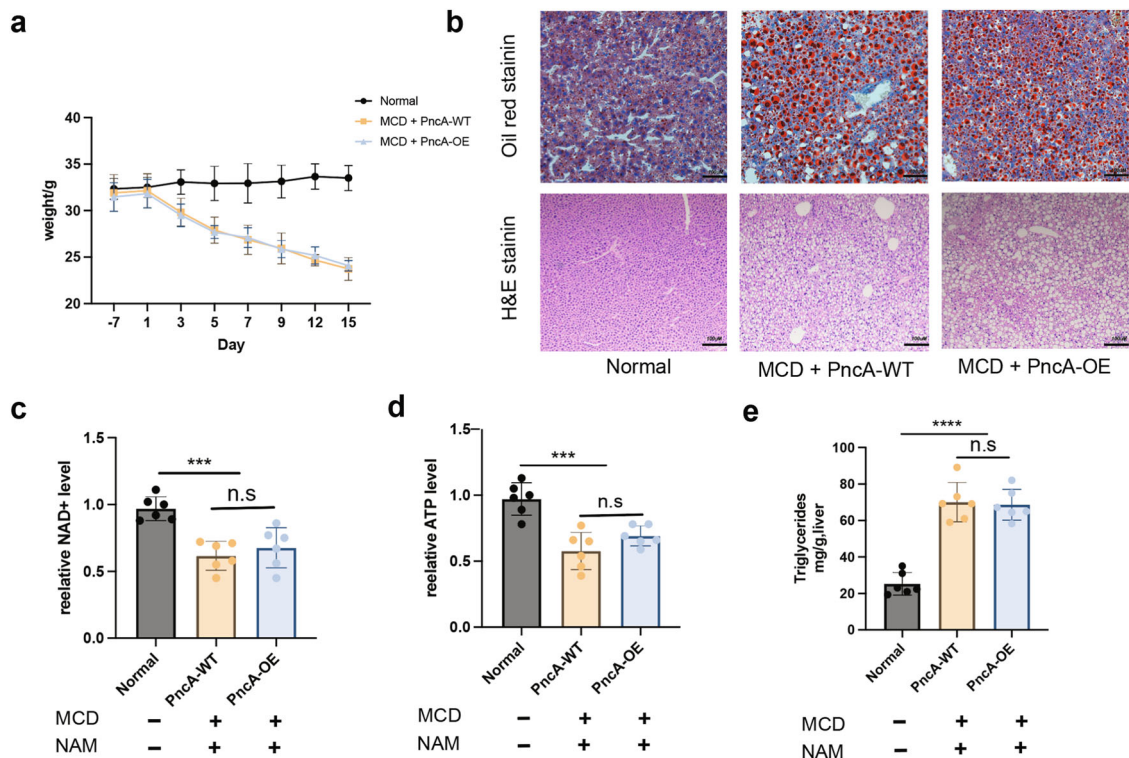 a
Normal
MCD + PncA-WT
MCD + PncA-OE
40
35
30
25
20
weight/g
-7 1 3 5 7 9 12 15
Day
b
Oil red stainin
H&E stainin
100μM
100μM
Normal
MCD + PncA-WT
MCD + PncA-OE
c
reelative NAD+ level
1.5
1.0
0.5
0.0
***
n.s
Normal
PncA-WT
PncA-OE
MCD − + +
NAM − + +
d
reelative ATP level
1.5
1.0
0.5
0.0
***
n.s
Normal
PncA-WT
PncA-OE
MCD − + +
NAM − + +
e
Triglycerides
mg/g,liver
100
80
60
40
20
0
****
n.s
Normal
PncA-WT
PncA-OE
MCD − + +
NAM − + +